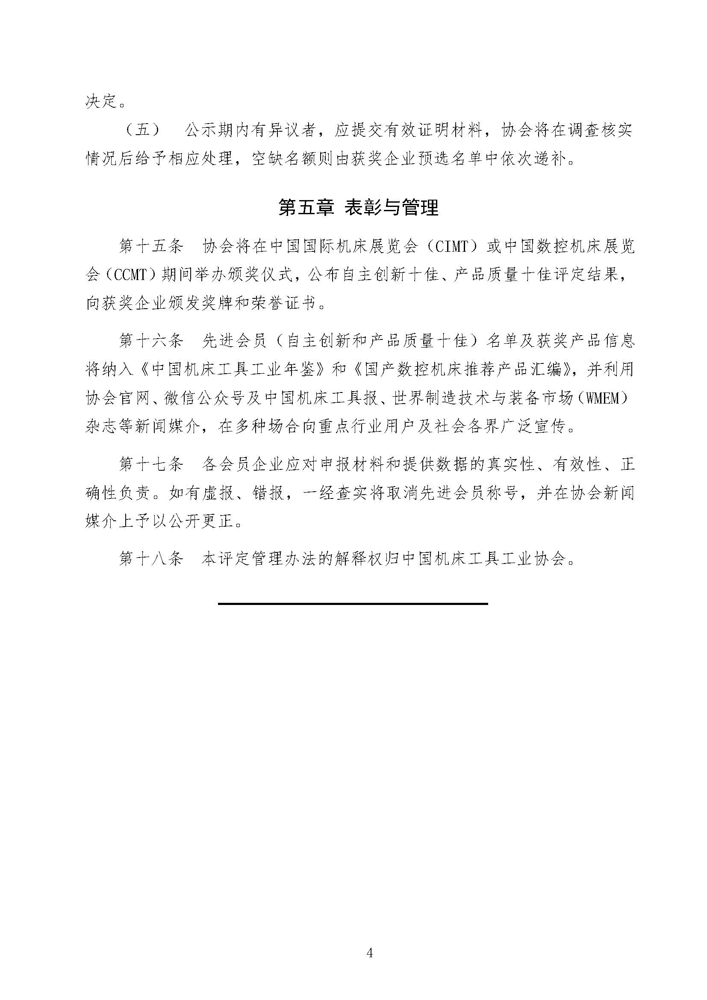 决定。
（五）　公示期内有异议者，应提交有效证明材料，协会将在调查核实
情况后给予相应处理，空缺名额则由获奖企业预选名单中依次递补。
第五章 表彰与管理
第十五条　协会将在中国国际机床展览会（CIMT）或中国数控机床展览
会（CCMT）期间举办颁奖仪式，公布自主创新十佳、产品质量十佳评定结果，
向获奖企业颁发奖牌和荣誉证书。
第十六条　先进会员（自主创新和产品质量十佳）名单及获奖产品信息
将纳入《中国机床工具工业年鉴》和《国产数控机床推荐产品汇编》，并利用
协会官网、微信公众号及中国机床工具报、世界制造技术与装备市场（WMEM）
杂志等新闻媒介，在多种场合向重点行业用户及社会各界广泛宣传。
第十七条　各会员企业应对申报材料和提供数据的真实性、有效性、正
确性负责。如有虚报、错报，一经查实将取消先进会员称号，并在协会新闻
媒介上予以公开更正。
第十八条　本评定管理办法的解释权归中国机床工具工业协会。
4